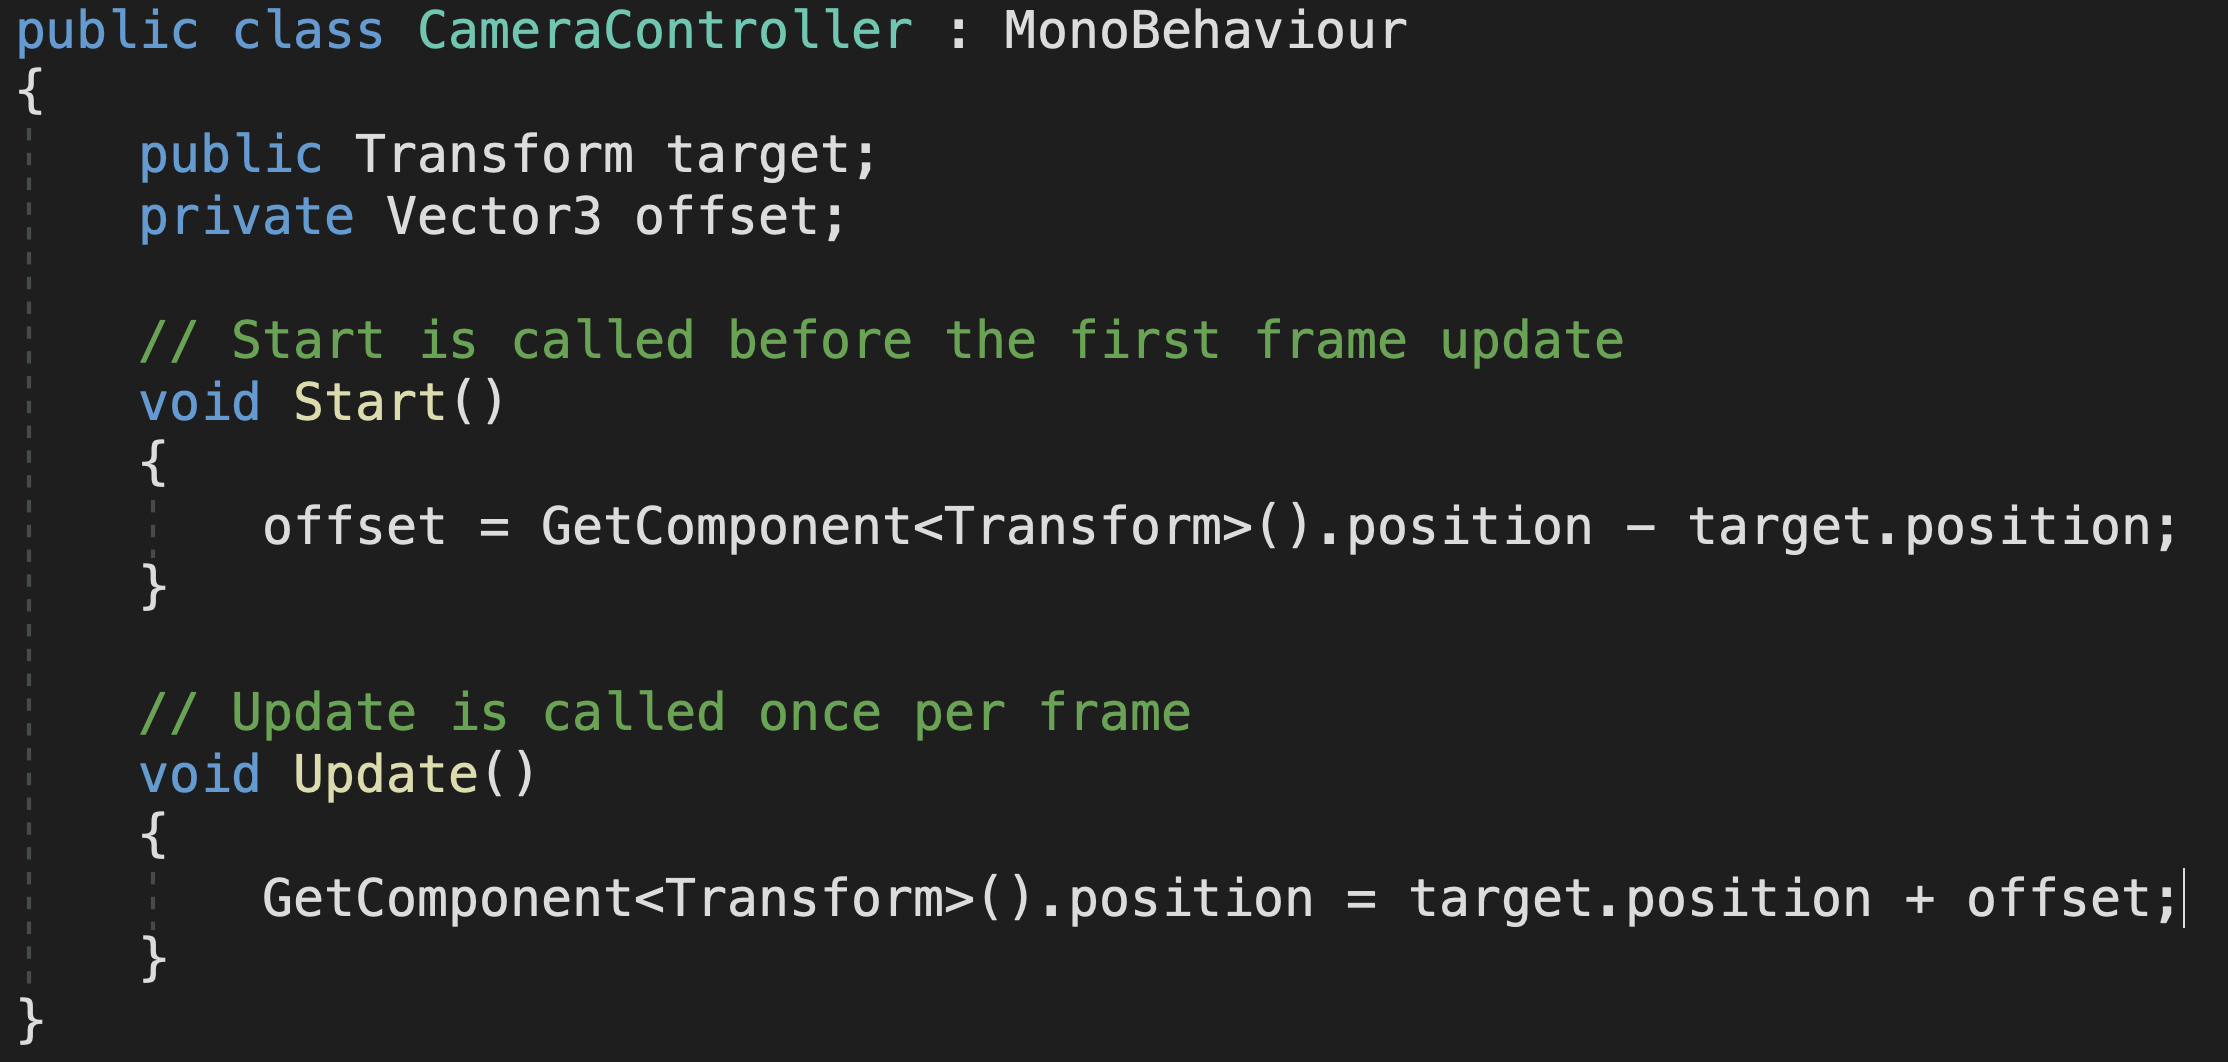 public class CameraController : MonoBehaviour
{
    public Transform target;
    private Vector3 offset;

    // Start is called before the first frame update
    void Start()
    {
        offset = GetComponent<Transform>().position - target.position;
    }

    // Update is called once per frame
    void Update()
    {
        GetComponent<Transform>().position = target.position + offset;
    }
}